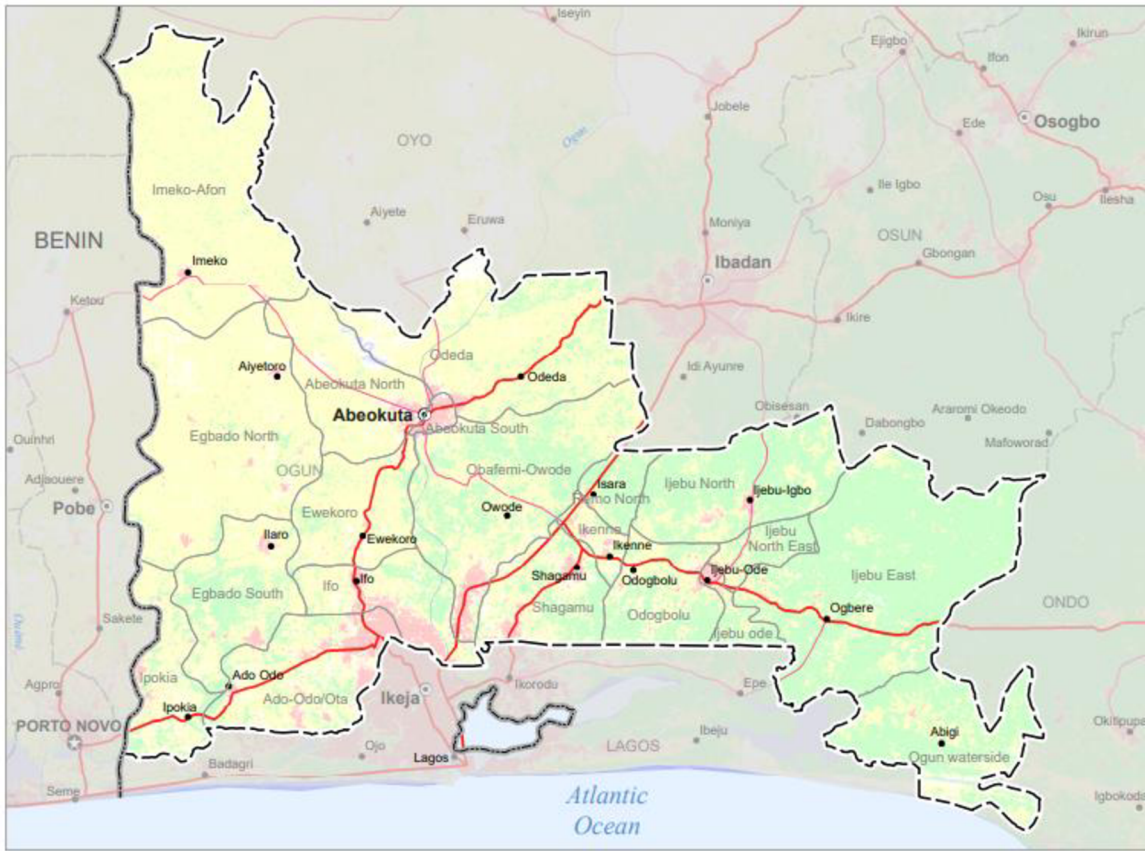 Iseyin
Ejigbo
Ikirun
Ifon
Jobele
Osogbo
OYO
Ogun
Ede
Imeko-Afon
Ile Igbo
Ilesha
Aiyete
Eruwa
Osu
Moniya
OSUN
BENIN
Gbongan
Imeko
Ibadan
Ketou
Ikire
Odeda
Aiyetoro
Abeokuta North
Odeda
Idi Ayunre
Abeokuta
Obisesan
Araromi Okeodo
Abeokuta South
Dabongbo
Mafoworad
Ouinhri
Egbado North
OGUN
Obafemi-Owode
Adjaouere
Isara
Ijebu North
Ijebu-Igbo
Remo North
Pobe
Ewekoro
Owode
Ikenne
Ijebu
North East
Ilaro
Ewekoro
Ikenne
Shagamu
Odogbolu
Ijebu-Ode
Ijebu East
Egbado South
Ifo
Ifo
Shagamu
Odogbolu
Ogbere
ONDO
Sakete
Ouémé
Ijebu ode
Ipokia
Ado Odo
Agpro
Ado-Odo/Ota
Ikeja
Ikorodu
Epe
Ipokia
PORTO NOVO
Okitipupa
Abigi
Ibeju
LAGOS
Ojo
Lagos
Ogun waterside
Badagri
Seme
Atlantic
Ocean
Igbokoda